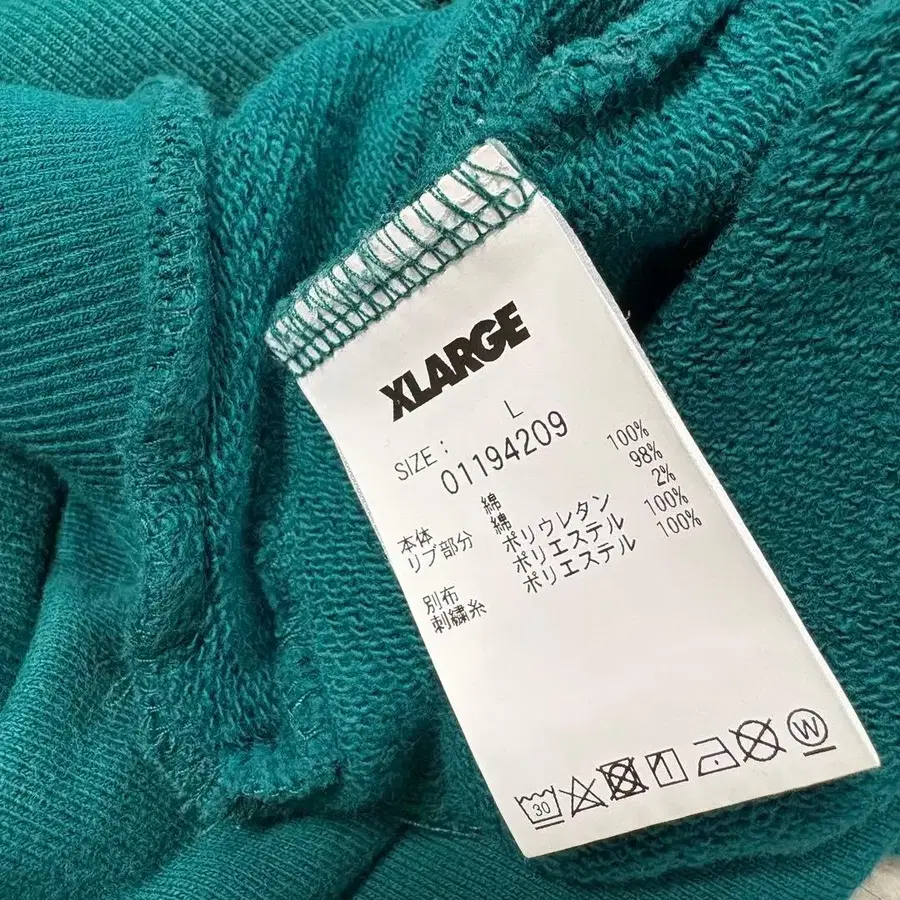 XLARGE
SIZE: L
01194209
本体 綿 100%
リブ部分 綿 98%
ポリウレタン 2%
別布 ポリエステル 100%
刺繍糸 ポリエステル 100%
30
W